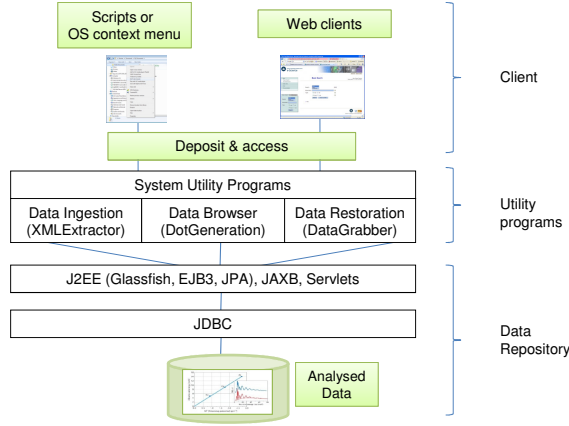 Scripts or
OS context menu
Web clients
Client
Deposit & access
System Utility Programs
Data Ingestion
(XMLExtractor)
Data Browser
(DotGeneration)
Data Restoration
(DataGrabber)
Utility
programs
J2EE (Glassfish, EJB3, JPA), JAXB, Servlets
JDBC
Data
Repository
Analysed
Data